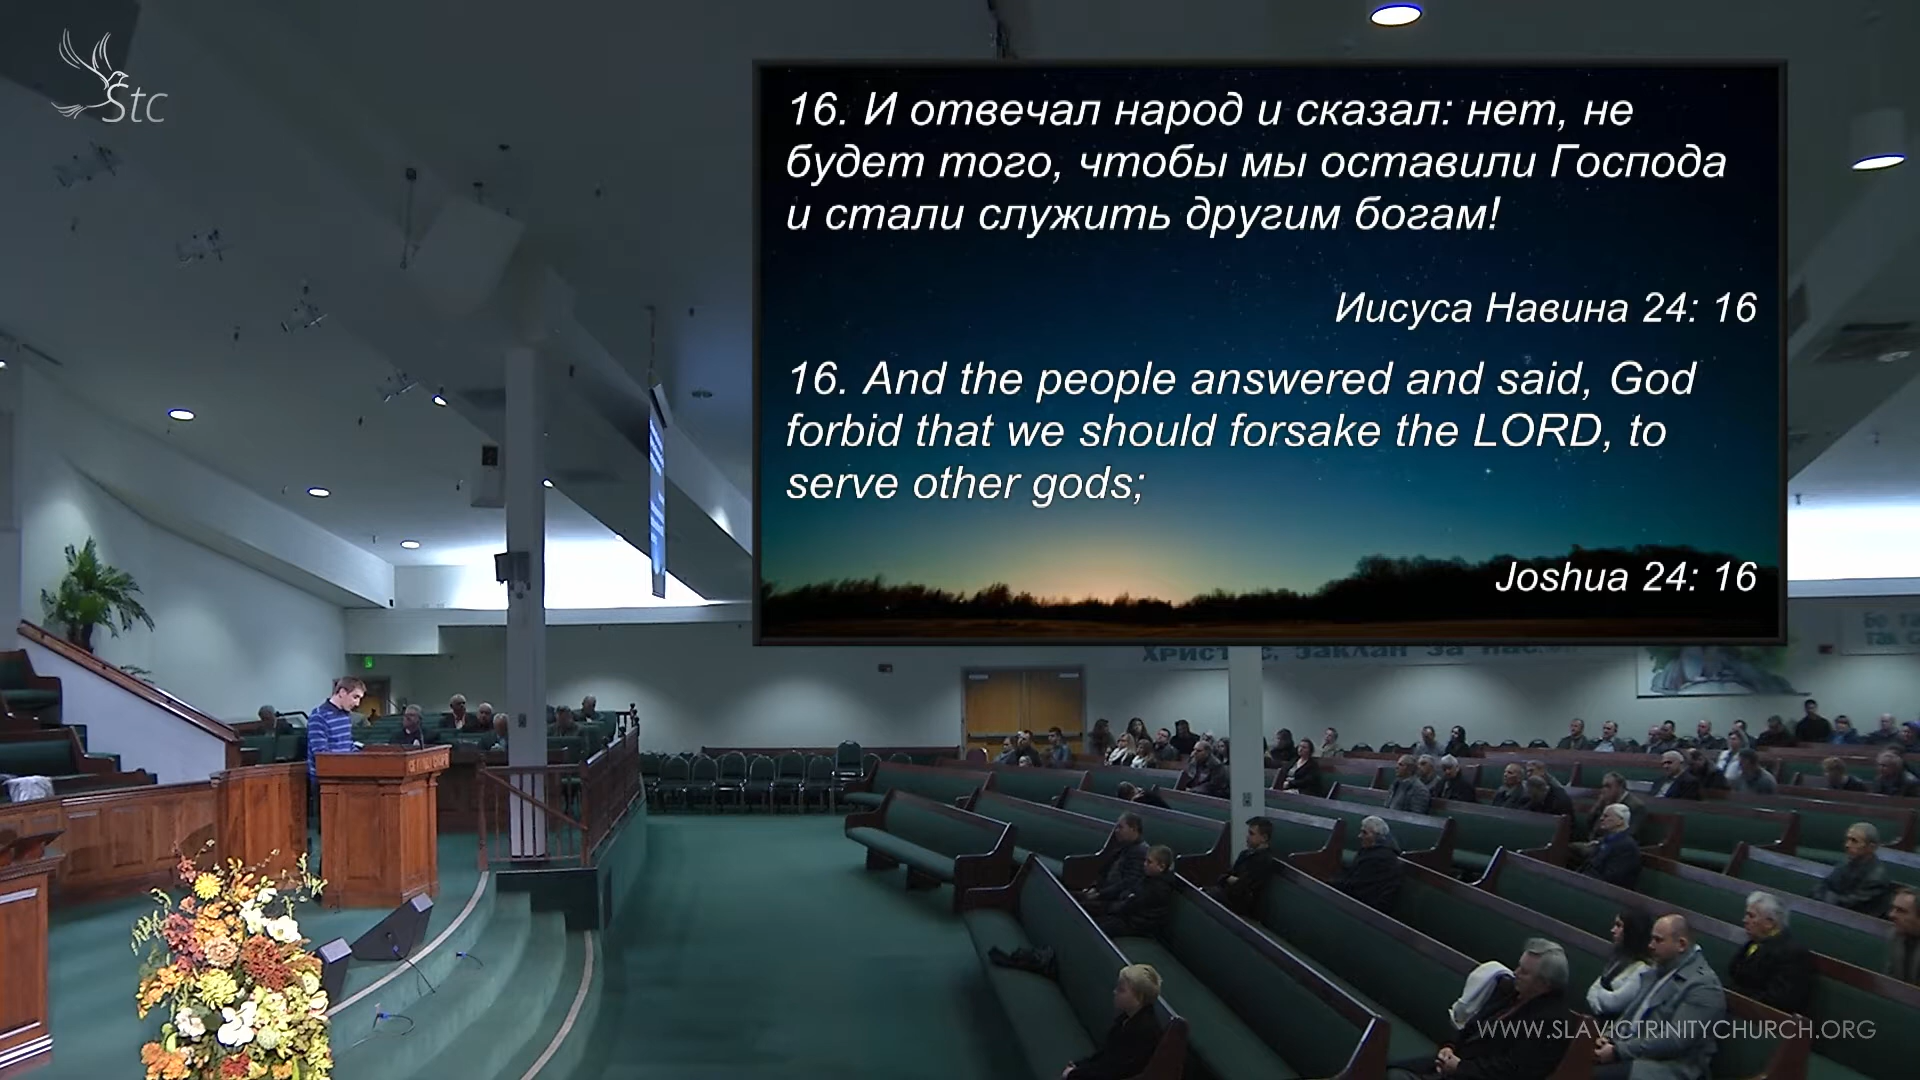 Stc
16. И отвечал народ и сказал: нет, не
будет того, чтобы мы оставили Господа
и стали служить другим богам!
Иисуса Навина 24: 16
16. And the people answered and said, God
forbid that we should forsake the LORD, to
serve other gods;
Joshua 24: 16
WWW.SLAVICTRINITYCHURCH.ORG